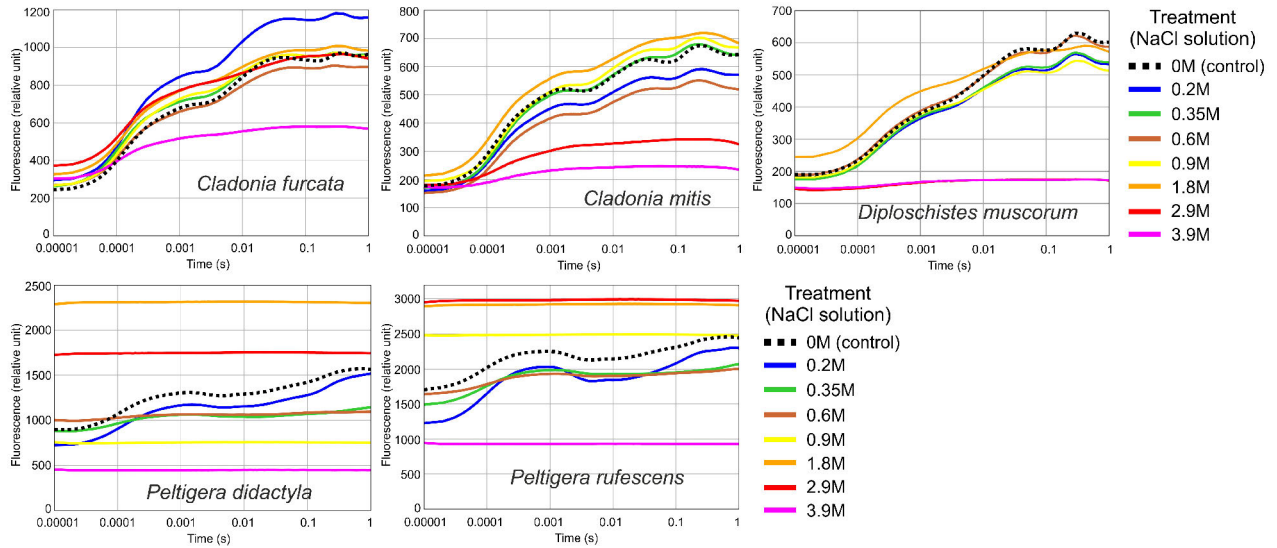 1200
1000
800
600
400
200
0
Fluorescence (relative unit)
Cladonia furcata
0.00001 0.0001 0.001 0.01 0.1 1
Time (s)
800
700
600
500
400
300
200
100
0
Fluorescence (relative unit)
Cladonia mitis
0.00001 0.0001 0.001 0.01 0.1 1
Time (s)
700
600
500
400
300
200
100
0
Fluorescence (relative unit)
Diploschistes muscorum
0.00001 0.0001 0.001 0.01 0.1 1
Time (s)
Treatment
(NaCl solution)
0M (control)
0.2M
0.35M
0.6M
0.9M
1.8M
2.9M
3.9M
2500
2000
1500
1000
500
0
Fluorescence (relative unit)
Peltigera didactyla
0.00001 0.0001 0.001 0.01 0.1 1
Time (s)
3000
2500
2000
1500
1000
500
0
Fluorescence (relative unit)
Peltigera rufescens
0.00001 0.0001 0.001 0.01 0.1 1
Time (s)
Treatment
(NaCl solution)
0M (control)
0.2M
0.35M
0.6M
0.9M
1.8M
2.9M
3.9M